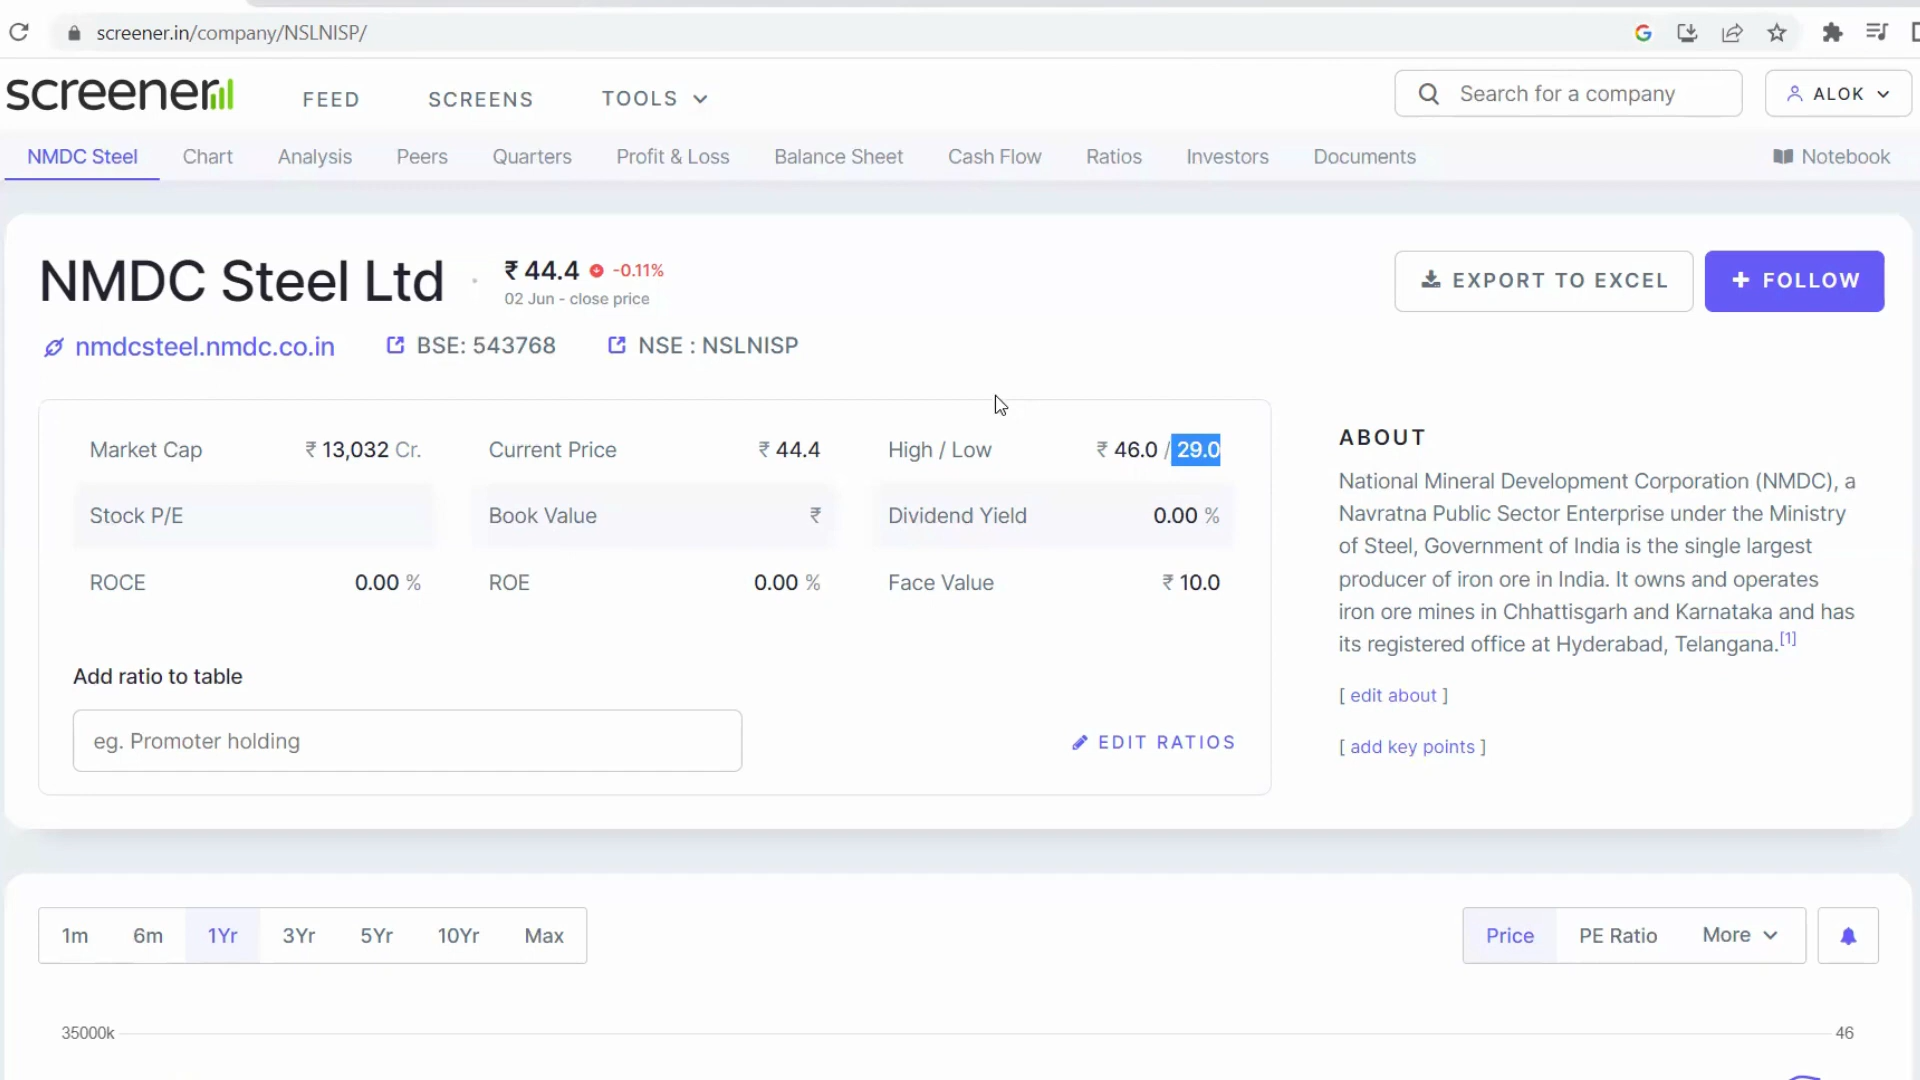 screener.in/company/NSLNISP/
screener
FEED
SCREENS
TOOLS
Search for a company
ALOK
NMDC Steel
Chart
Analysis
Peers
Quarters
Profit & Loss
Balance Sheet
Cash Flow
Ratios
Investors
Documents
Notebook
NMDC Steel Ltd
₹ 44.4 -0.11%
02 Jun - close price
EXPORT TO EXCEL
+ FOLLOW
nmdcsteel.nmdc.co.in
BSE: 543768
NSE : NSLNISP
Market Cap ₹ 13,032 Cr.
Current Price ₹ 44.4
High / Low ₹ 46.0 / 29.0
Stock P/E
Book Value ₹
Dividend Yield 0.00 %
ROCE 0.00 %
ROE 0.00 %
Face Value ₹ 10.0
Add ratio to table
eg. Promoter holding
EDIT RATIOS
ABOUT
National Mineral Development Corporation (NMDC), a
Navratna Public Sector Enterprise under the Ministry
of Steel, Government of India is the single largest
producer of iron ore in India. It owns and operates
iron ore mines in Chhattisgarh and Karnataka and has
its registered office at Hyderabad, Telangana.[1]
[ edit about ]
[ add key points ]
1m
6m
1Yr
3Yr
5Yr
10Yr
Max
Price
PE Ratio
More
35000k
46